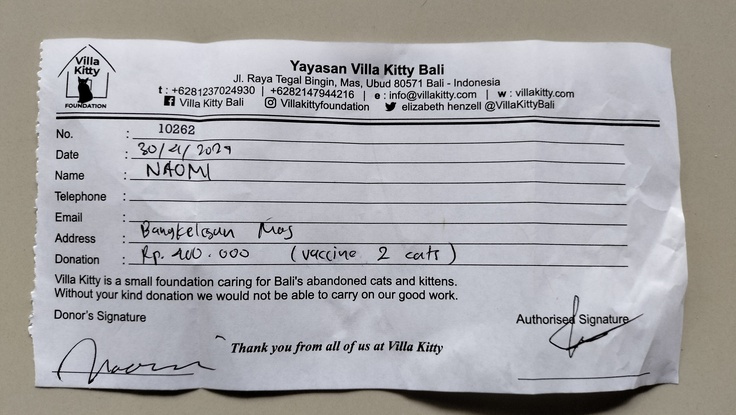 Villa
Kitty
FOUNDATION
Yayasan Villa Kitty Bali
Jl. Raya Tegal Bingin, Mas, Ubud 80571 Bali - Indonesia
t : +6281237024930 | +6282147944216 | e : info@villakitty.com | w : villakitty.com
Villa Kitty Bali Villakittyfoundation elizabeth henzell @VillaKittyBali
No. : 10262
Date : 30/4/2024
Name : NAOMI
Telephone :
Email :
Address : Mas
Donation : Rp. 400.000 (vaccine 2 cats)
Villa Kitty is a small foundation caring for Bali's abandoned cats and kittens.
Without your kind donation we would not be able to carry on our good work.
Donor's Signature Authorised Signature
Thank you from all of us at Villa Kitty